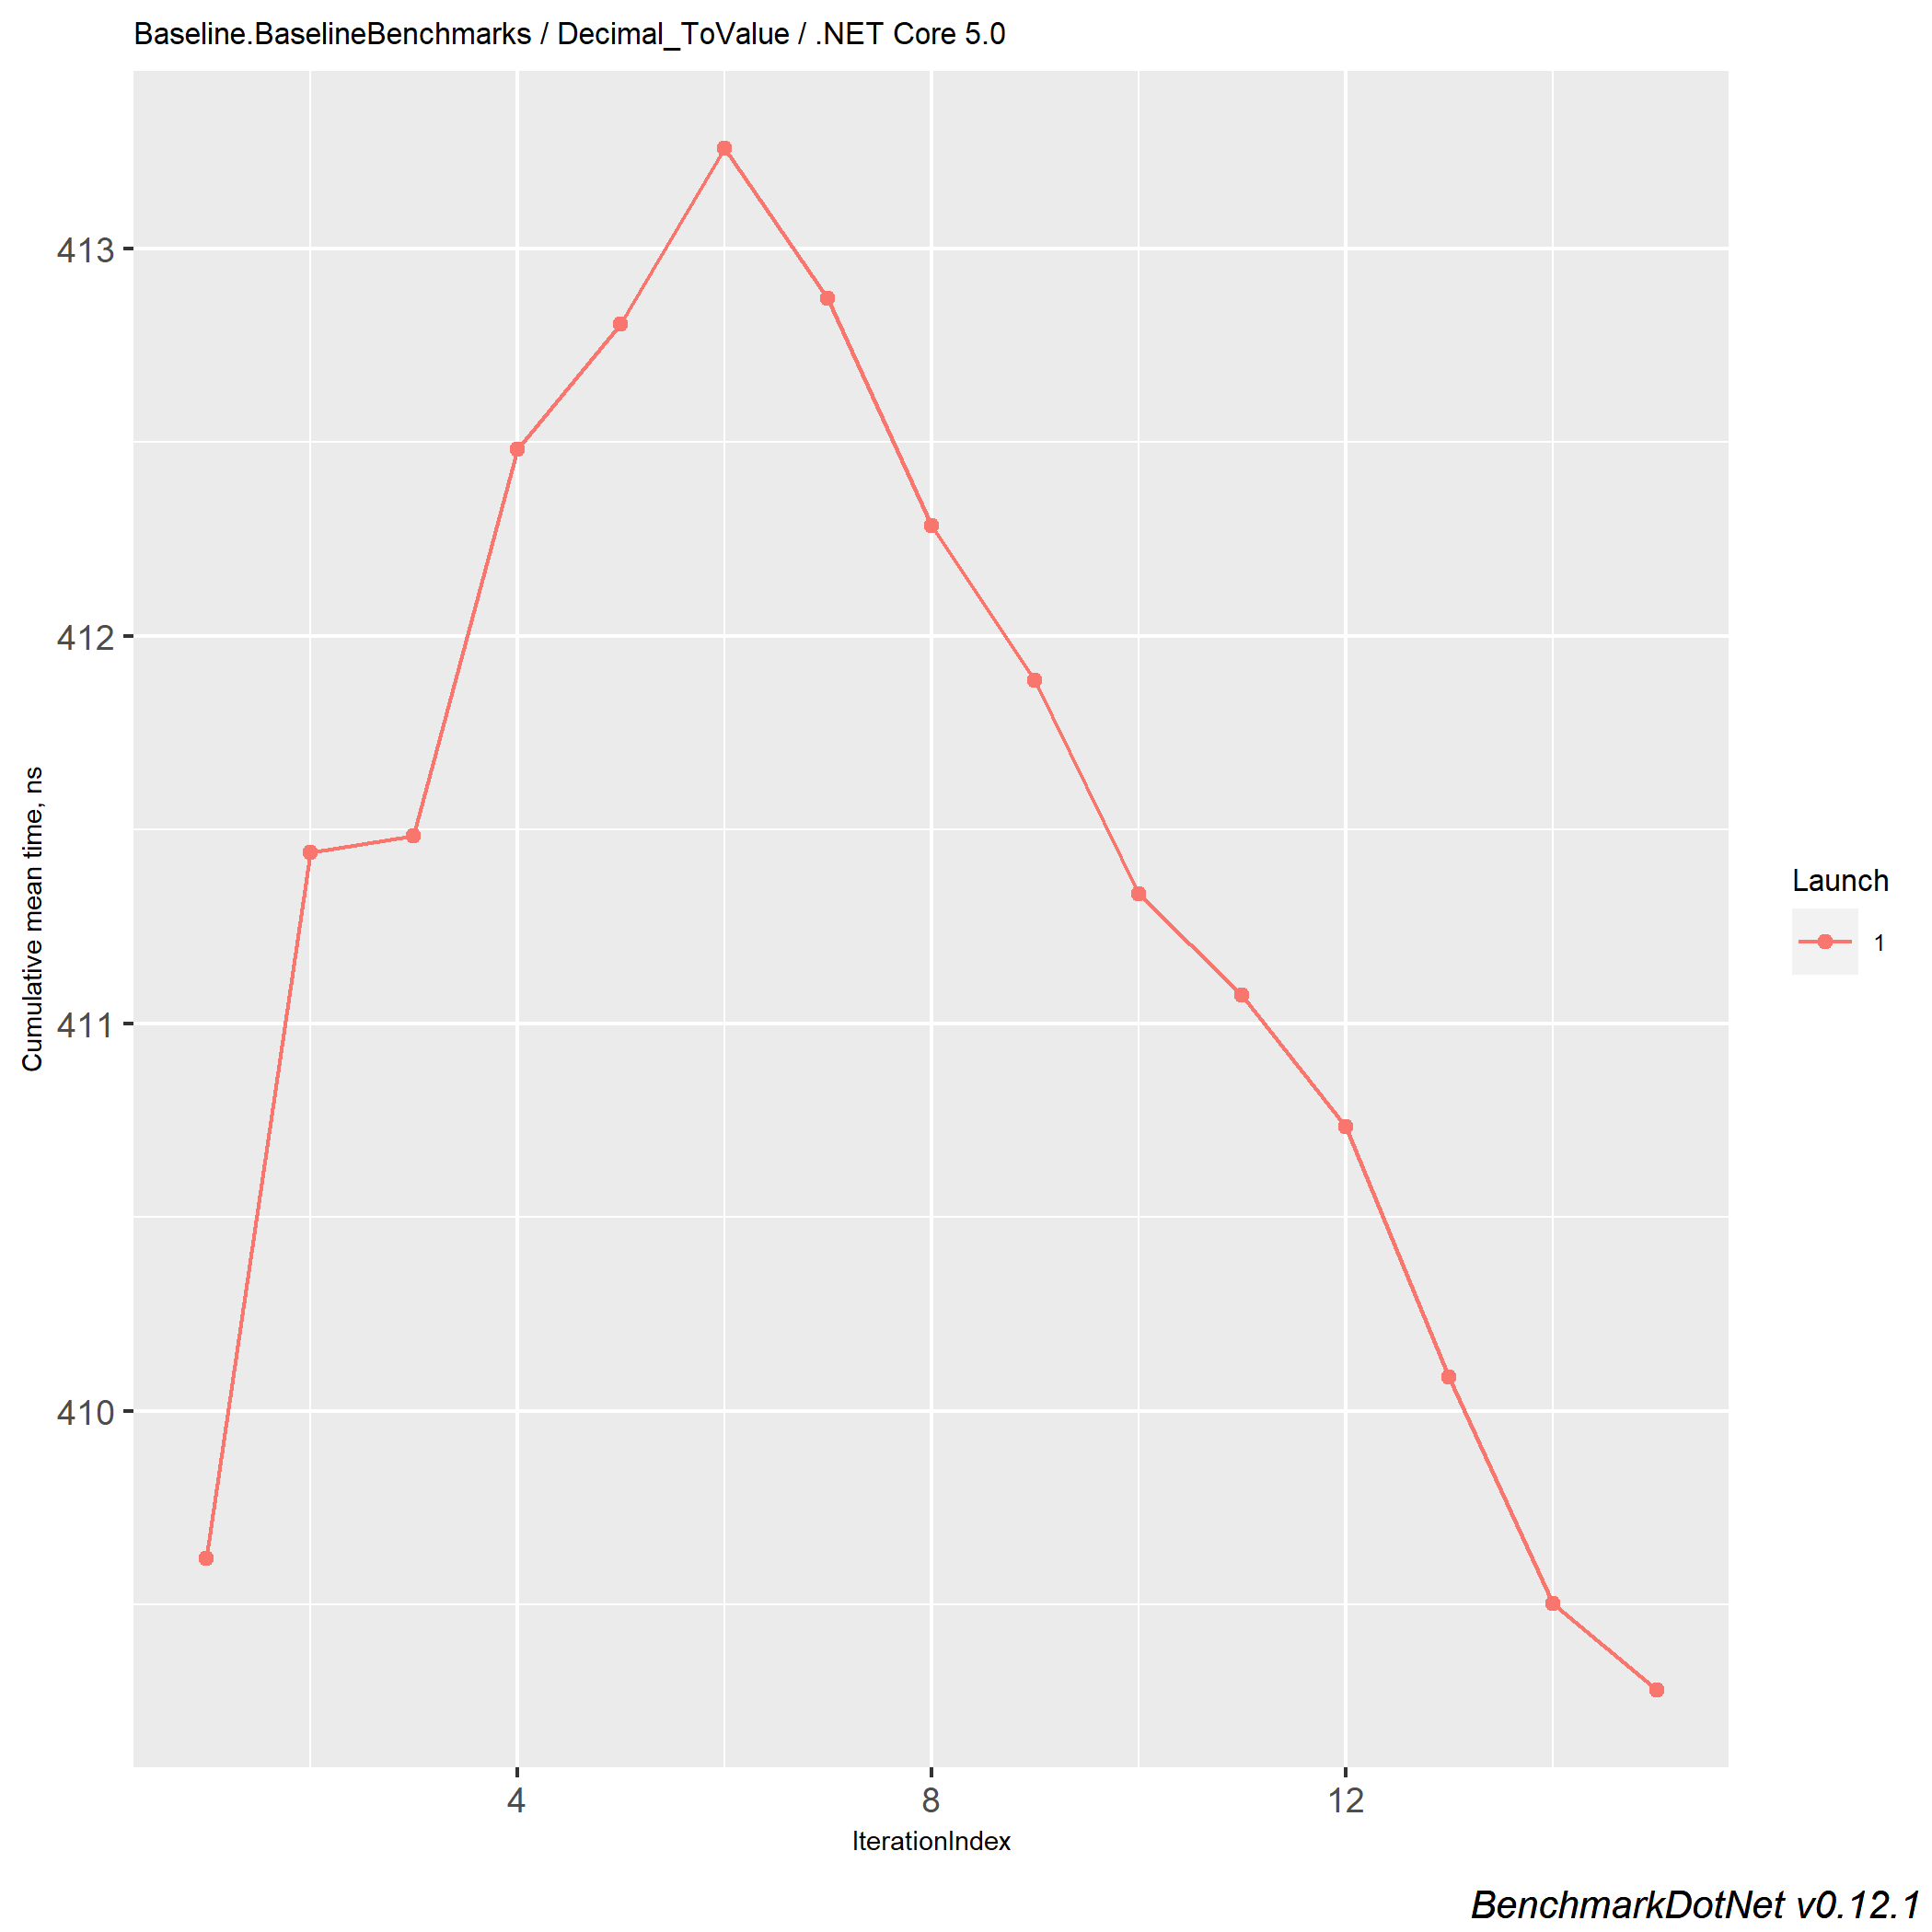 Baseline.BaselineBenchmarks / Decimal_ToValue / .NET Core 5.0
413
412
411
410
Cumulative mean time, ns
4 8 12
IterationIndex
Launch
1
BenchmarkDotNet v0.12.1